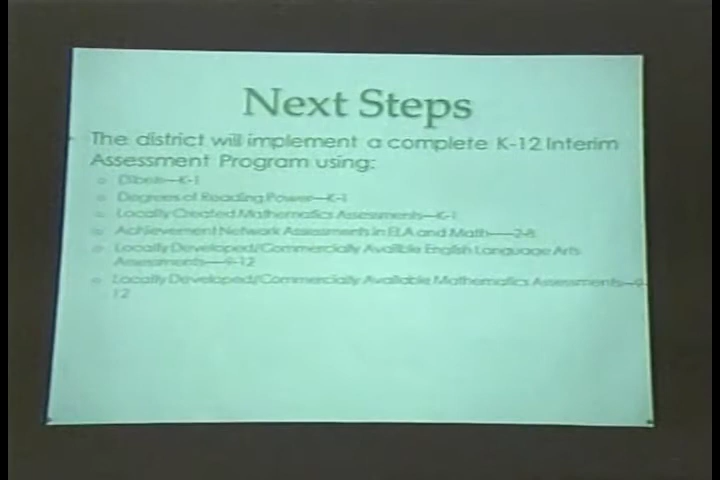 Next Steps
The district will implement a complete K-12 Interim
Assessment Program using:
Dibels—K-1
Degrees of Reading Power—K-1
Locally Created Mathematics Assessments—K-1
Achievement Network Assessments in ELA and Math——2-8
Locally Developed/Commercially Availble English Language Arts
Assessments——9-12
Locally Developed/Commercially Available Mathematics Assessments—9-
12